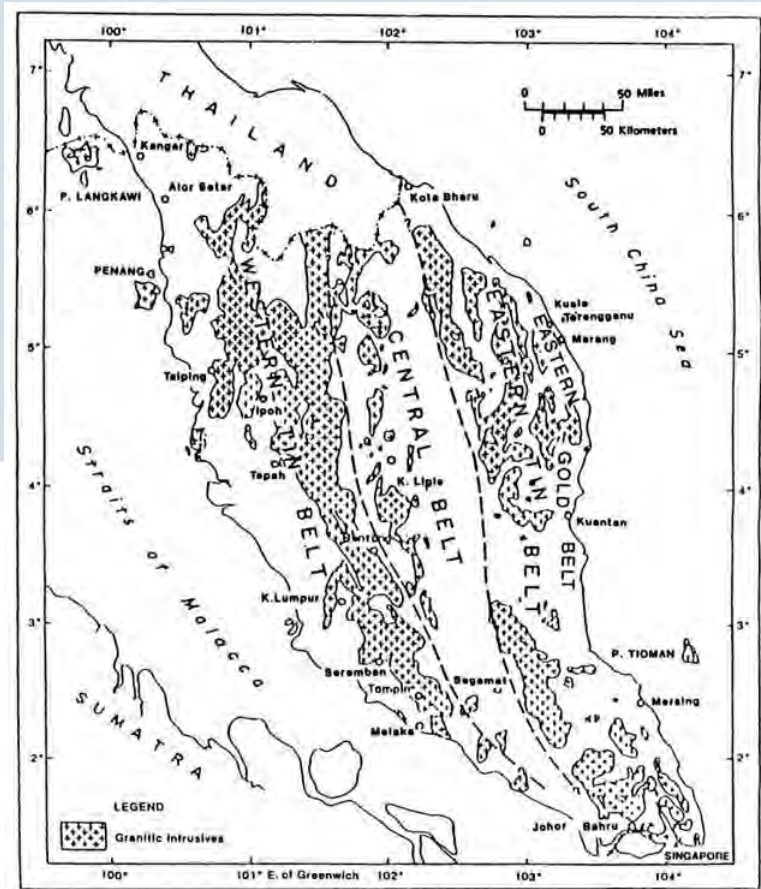 100° 101° 102° 103° 104°
7° 7°
THAILAND
0 50 Miles
0 50 Kilometers
Kangar
P. LANGKAWI
Alor Setar
Kota Bharu
6° 6°
South China Sea
PENANG
WESTERN TIN BELT
CENTRAL BELT
EASTERN TIN BELT
EASTERN GOLD BELT
Kuala
Terengganu
Marang
5° 5°
Taiping
Ipoh
Tapah
K. Lipis
4° 4°
Kuantan
Straits of Malacca
K.Lumpur
3° 3°
P. TIOMAN
Seremban
Segamat
Tampin
Mersing
Melaka
SUMATRA
2° 2°
LEGEND
Granitic Intrusives
Johor Bahru
SINGAPORE
100° 101° E. of Greenwich 102° 103° 104°